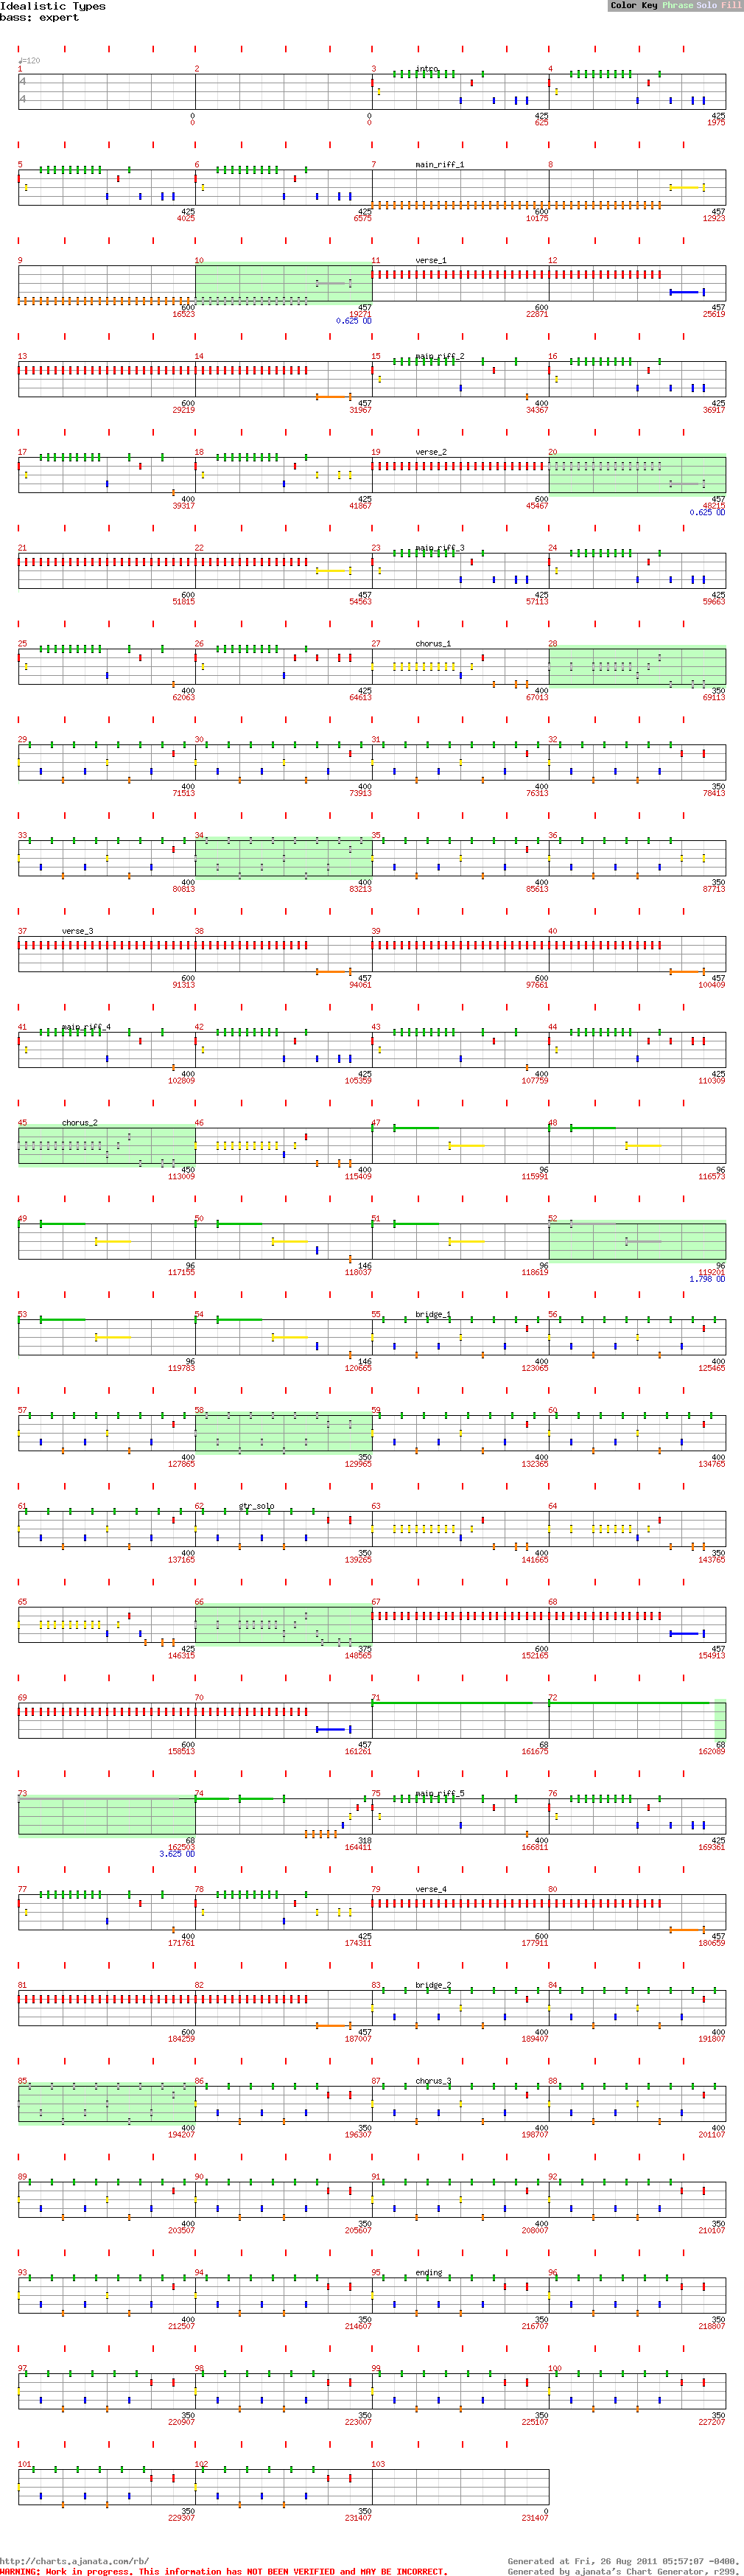 Idealistic Types
Color Key Phrase Solo Fill
bass: expert
♩=120
1 2 3 intro 4
4
4
0 0 425 425
0 0 625 1975
5 6 7 main_riff_1 8
425 425 600 457
4025 6575 10175 12923
9 10 11 verse_1 12
600 457 600 457
16523 19271 22871 25619
0.625 OD
13 14 15 main_riff_2 16
600 457 400 425
29219 31967 34367 36917
17 18 19 verse_2 20
400 425 600 457
39317 41867 45467 48215
0.625 OD
21 22 23 main_riff_3 24
600 457 425 425
51815 54563 57113 59663
25 26 27 chorus_1 28
400 425 400 350
62063 64613 67013 69113
29 30 31 32
400 400 400 350
71513 73913 76313 78413
33 34 35 36
400 400 400 350
80813 83213 85613 87713
37 verse_3 38 39 40
600 457 600 457
91313 94061 97661 100409
41 main_riff_4 42 43 44
400 425 400 425
102809 105359 107759 110309
45 chorus_2 46 47 48
450 400 96 96
113009 115409 115991 116573
49 50 51 52
96 146 96 96
117155 118037 118619 119201
1.798 OD
53 54 55 bridge_1 56
96 146 400 400
119783 120665 123065 125465
57 58 59 60
400 350 400 400
127865 129965 132365 134765
61 62 gtr_solo 63 64
400 350 400 350
137165 139265 141665 143765
65 66 67 68
425 375 600 457
146315 148565 152165 154913
69 70 71 72
600 457 68 68
158513 161261 161675 162089
73 74 75 main_riff_5 76
68 318 400 425
162503 164411 166811 169361
3.625 OD
77 78 79 verse_4 80
400 425 600 457
171761 174311 177911 180659
81 82 83 bridge_2 84
600 457 400 400
184259 187007 189407 191807
85 86 87 chorus_3 88
400 350 400 400
194207 196307 198707 201107
89 90 91 92
400 350 400 350
203507 205607 208007 210107
93 94 95 ending 96
400 350 350 350
212507 214607 216707 218807
97 98 99 100
350 350 350 350
220907 223007 225107 227207
101 102 103
350 350 0
229307 231407 231407
http://charts.ajanata.com/rb/
Generated at Fri, 26 Aug 2011 05:57:07 -0400.
WARNING: Work in progress. This information has NOT BEEN VERIFIED and MAY BE INCORRECT.
Generated by ajanata's Chart Generator, r299.